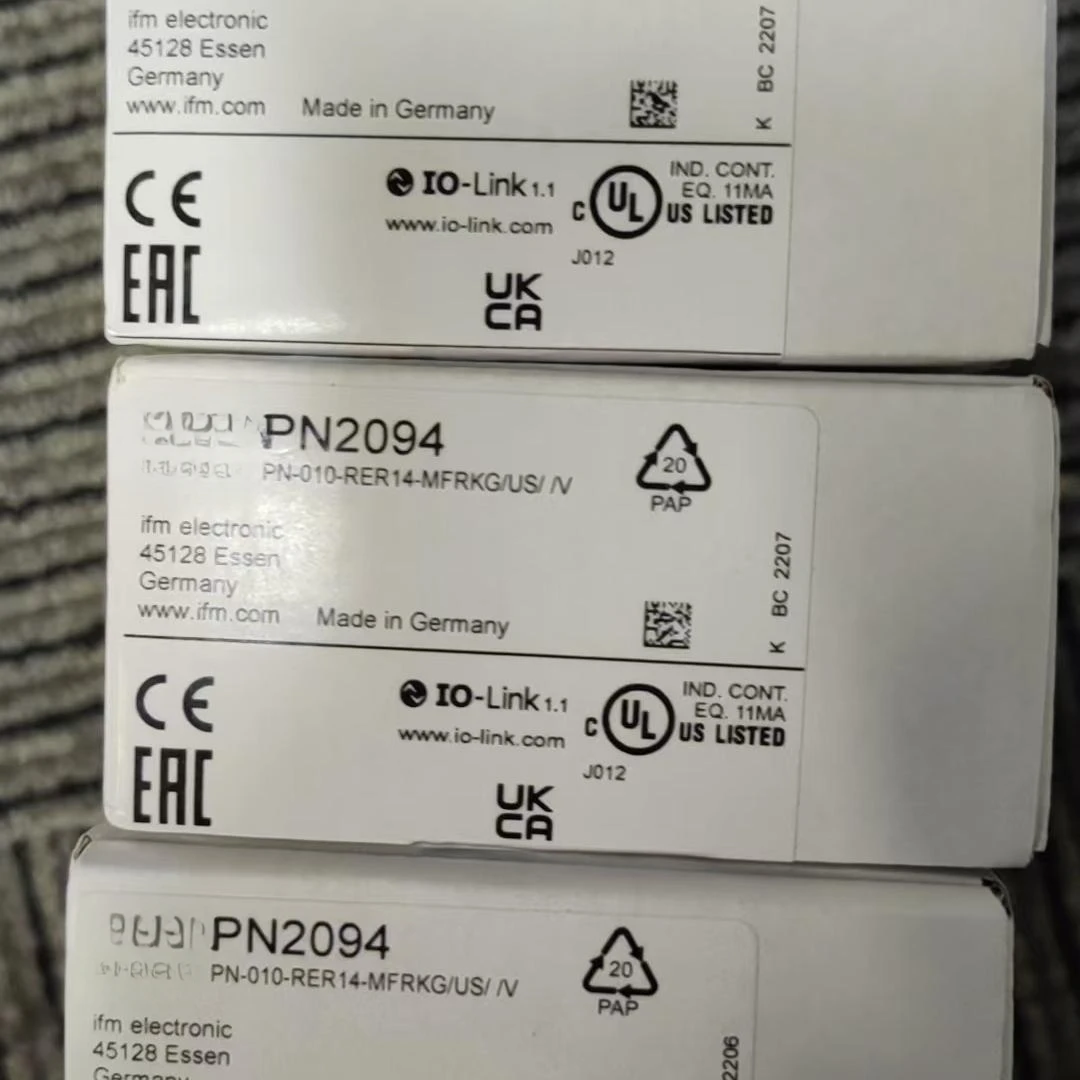 ifm electronic
45128 Essen
Germany
www.ifm.com
Made in Germany
K BC 2207
CE
IO-Link 1.1
www.io-link.com
C UL US LISTED
IND. CONT.
EQ. 11MA
J012
EAC
UK
CA
PN2094
PN-010-RER14-MFRKG/US/ /V
20
PAP
ifm electronic
45128 Essen
Germany
www.ifm.com
Made in Germany
K BC 2207
CE
IO-Link 1.1
www.io-link.com
C UL US LISTED
IND. CONT.
EQ. 11MA
J012
EAC
UK
CA
PN2094
PN-010-RER14-MFRKG/US/ /V
20
PAP
ifm electronic
45128 Essen
Germany
2206